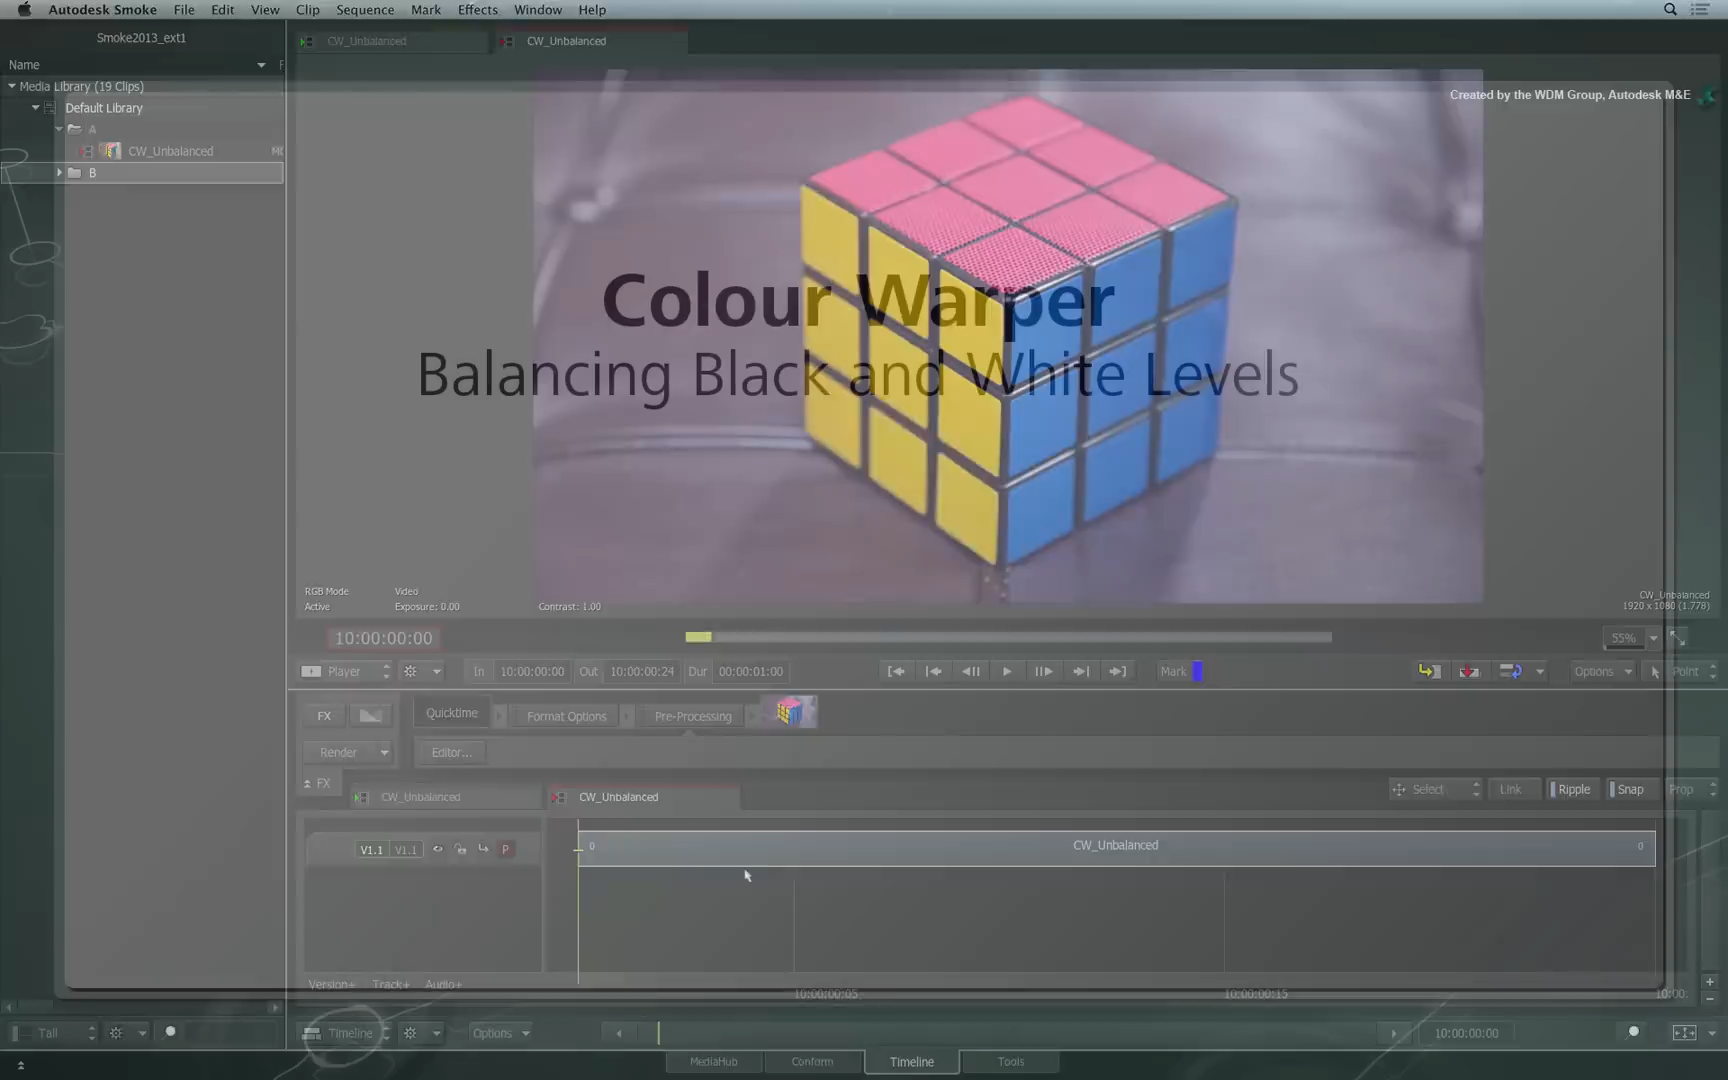 Autodesk Smoke File Edit View Clip Sequence Mark Effects Window Help
Smoke2013_ext1
CW_Unbalanced
CW_Unbalanced
Name
F
Media Library (19 Clips)
Default Library
A
CW_Unbalanced
B
Created by the WDM Group, Autodesk M&E
Colour Warper
Balancing Black and White Levels
RGB Mode
Active
Video
Exposure: 0.00
Contrast: 1.00
CW_Unbalanced
1920 x 1080 (1.778)
10:00:00:00
55%
Player
In 10:00:00:00 Out 10:00:00:24 Dur 00:00:01:00
Mark
Options
Point
FX
Quicktime
Format Options
Pre-Processing
Render
Editor...
FX
CW_Unbalanced
CW_Unbalanced
Select
Link
Ripple
Snap
Prop
V1.1 V1.1
P
0
CW_Unbalanced
0
Version+ Track+ Audio+
10:00:00:05
10:00:00:15
10:00:
Tall
Timeline
Options
10:00:00:00
MediaHub
Conform
Timeline
Tools